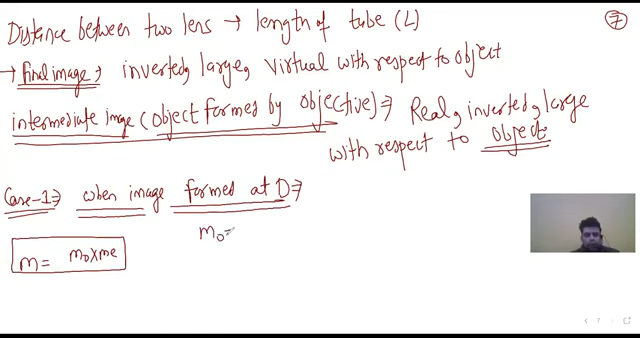 Distance between two lens → length of tube (L)
⑦
→ final image → inverted, large, virtual with respect to object
intermediate image (object formed by objective) ⇒ Real, inverted, large
with respect to object
Case-1 ⇒ when image formed at D ⇒
m₀=
m = m₀×me
7